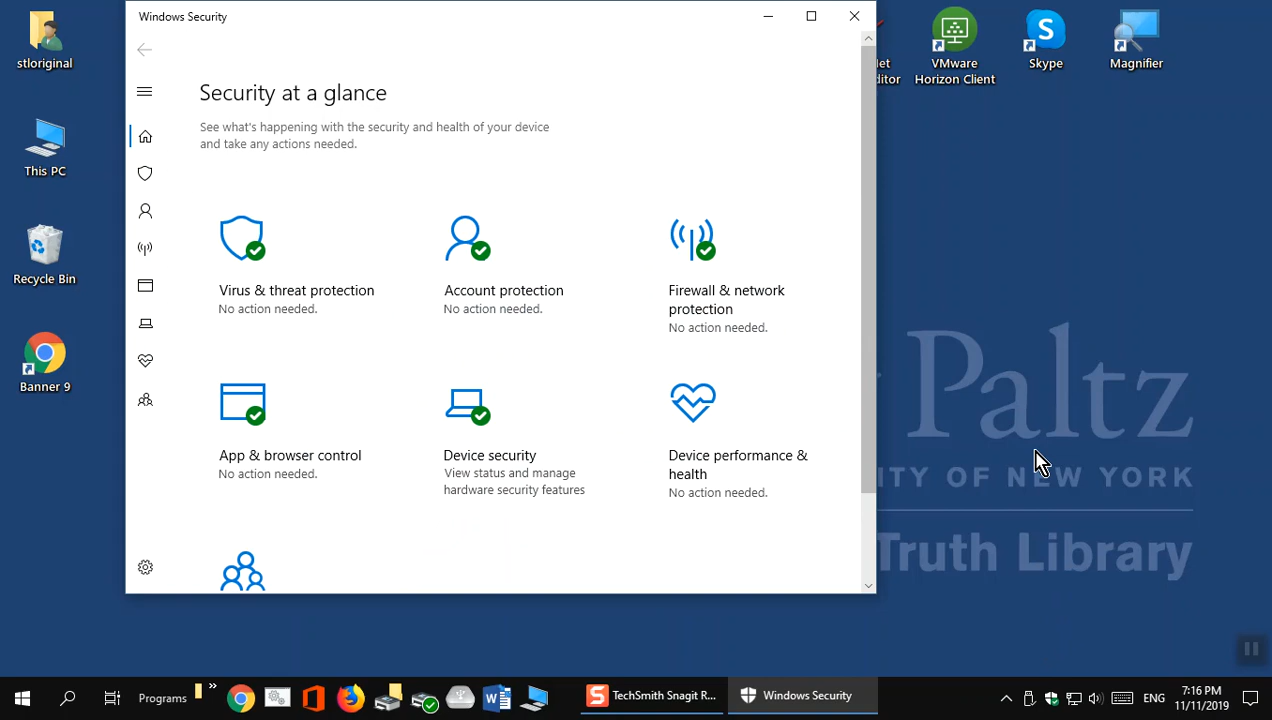 Windows Security
Security at a glance
See what's happening with the security and health of your device
and take any actions needed.
Virus & threat protection
No action needed.
Account protection
No action needed.
Firewall & network
protection
No action needed.
App & browser control
No action needed.
Device security
View status and manage
hardware security features
Device performance &
health
No action needed.
stloriginal
This PC
Recycle Bin
Banner 9
VMware
Horizon Client
Skype
Magnifier
Paltz
OF NEW YORK
Truth Library
Programs
TechSmith Snagit R...
Windows Security
ENG
7:16 PM
11/11/2019